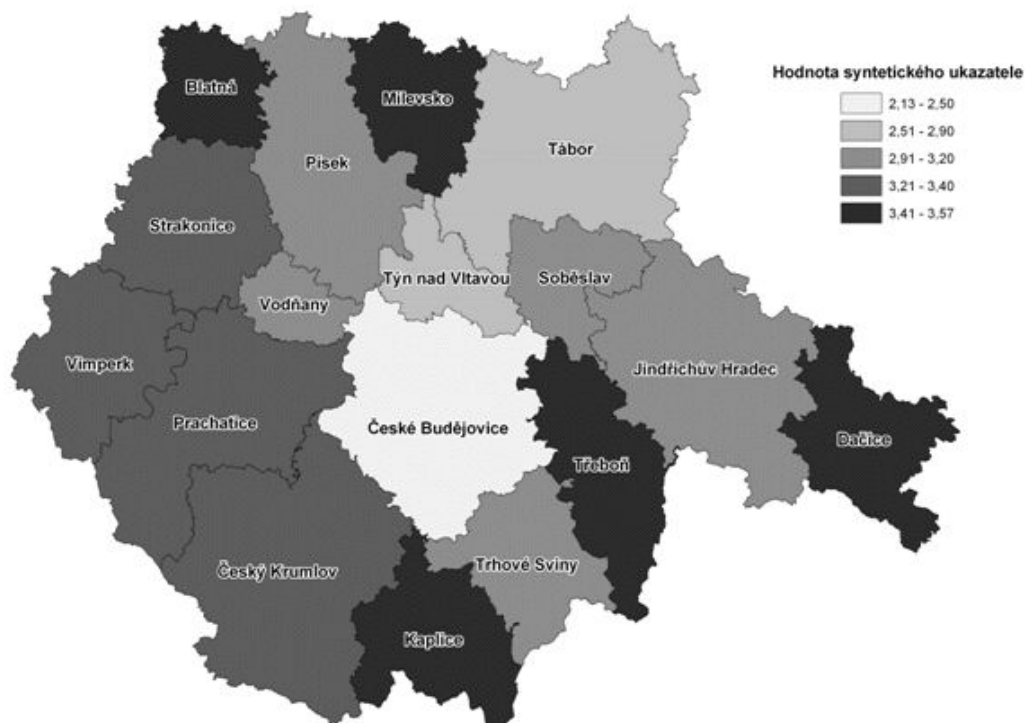 Hodnota syntetického ukazatele
2,13 - 2,50
2,51 - 2,90
2,91 - 3,20
3,21 - 3,40
3,41 - 3,57
Blatná
Milevsko
Tábor
Písek
Strakonice
Týn nad Vltavou
Soběslav
Vodňany
Vimperk
Jindřichův Hradec
Prachatice
České Budějovice
Dačice
Třeboň
Český Krumlov
Trhové Sviny
Kaplice